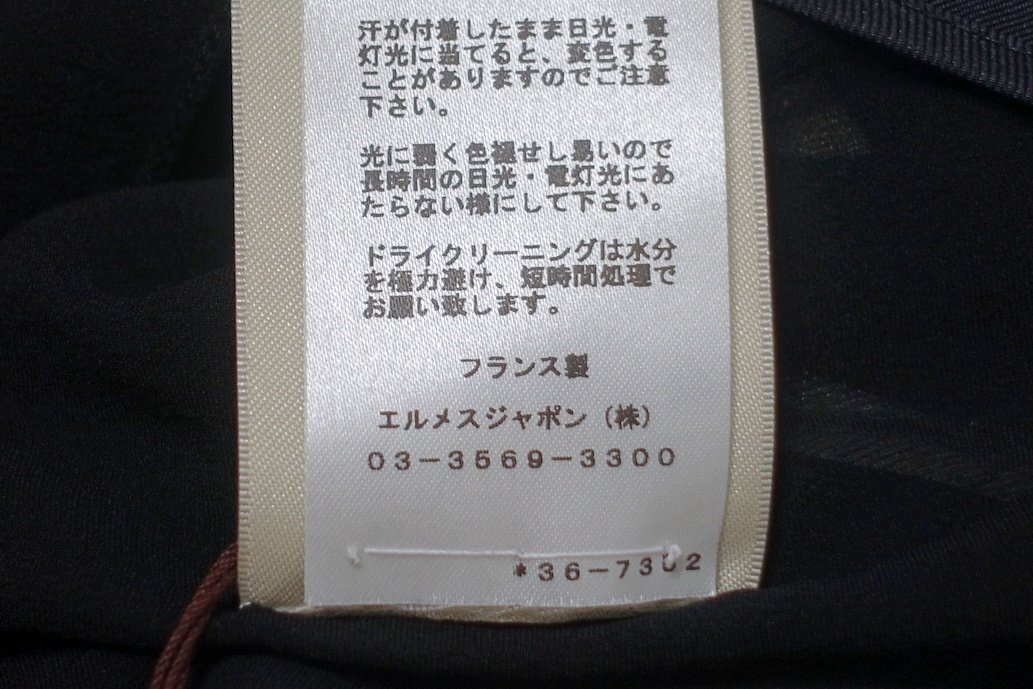 汗が付着したまま日光・電
灯光に当てると、変色する
ことがありますのでご注意
下さい。
光に弱く色褪せし易いので
長時間の日光・電灯光にあ
たらない様にして下さい。
ドライクリーニングは水分
を極力避け、短時間処理で
お願い致します。
フランス製
エルメスジャポン（株）
03-3569-3300